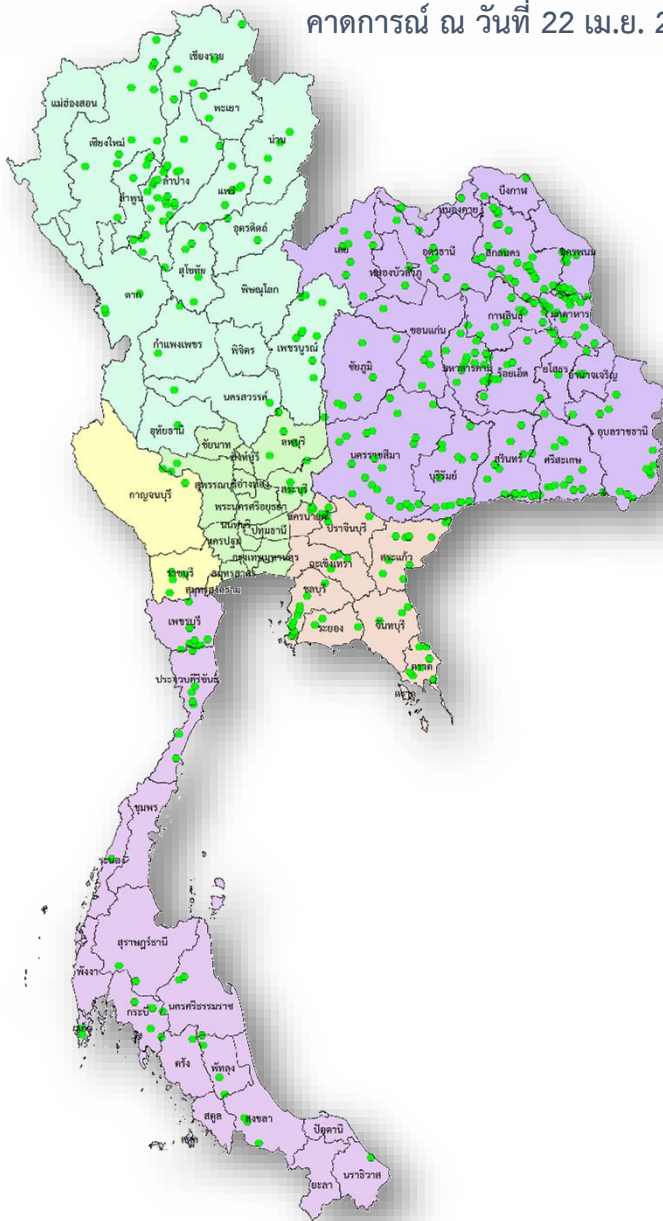 คาดการณ์ ณ วันที่ 22 เม.ย. 2
เชียงราย
แม่ฮ่องสอน
พะเยา
เชียงใหม่
น่าน
ลำปาง
แพร่
ลำพูน
บึงกาฬ
อุตรดิตถ์
หนองคาย
เลย
สุโขทัย
อุดรธานี
สกลนคร
นครพนม
หนองบัวลำภู
ตาก
พิษณุโลก
กาฬสินธุ์
มุกดาหาร
ขอนแก่น
กำแพงเพชร
พิจิตร
เพชรบูรณ์
ชัยภูมิ
มหาสารคาม
ร้อยเอ็ด
ยโสธร
อำนาจเจริญ
นครสวรรค์
อุทัยธานี
อุบลราชธานี
ชัยนาท
ลพบุรี
สิงห์บุรี
นครราชสีมา
บุรีรัมย์
สุรินทร์
ศรีสะเกษ
กาญจนบุรี
สุพรรณบุรี
อ่างทอง
สระบุรี
พระนครศรีอยุธยา
นครนายก
ปราจีนบุรี
นนทบุรี
ปทุมธานี
นครปฐม
ฉะเชิงเทรา
สระแก้ว
ราชบุรี
สมุทรสาคร
สมุทรสงคราม
ชลบุรี
เพชรบุรี
ระยอง
จันทบุรี
ตราด
ประจวบคีรีขันธ์
ตราด
ชุมพร
ระนอง
สุราษฎร์ธานี
พังงา
กระบี่
นครศรีธรรมราช
ภูเก็ต
ตรัง
พัทลุง
สตูล
สงขลา
ปัตตานี
สตูล
นราธิวาส
ยะลา